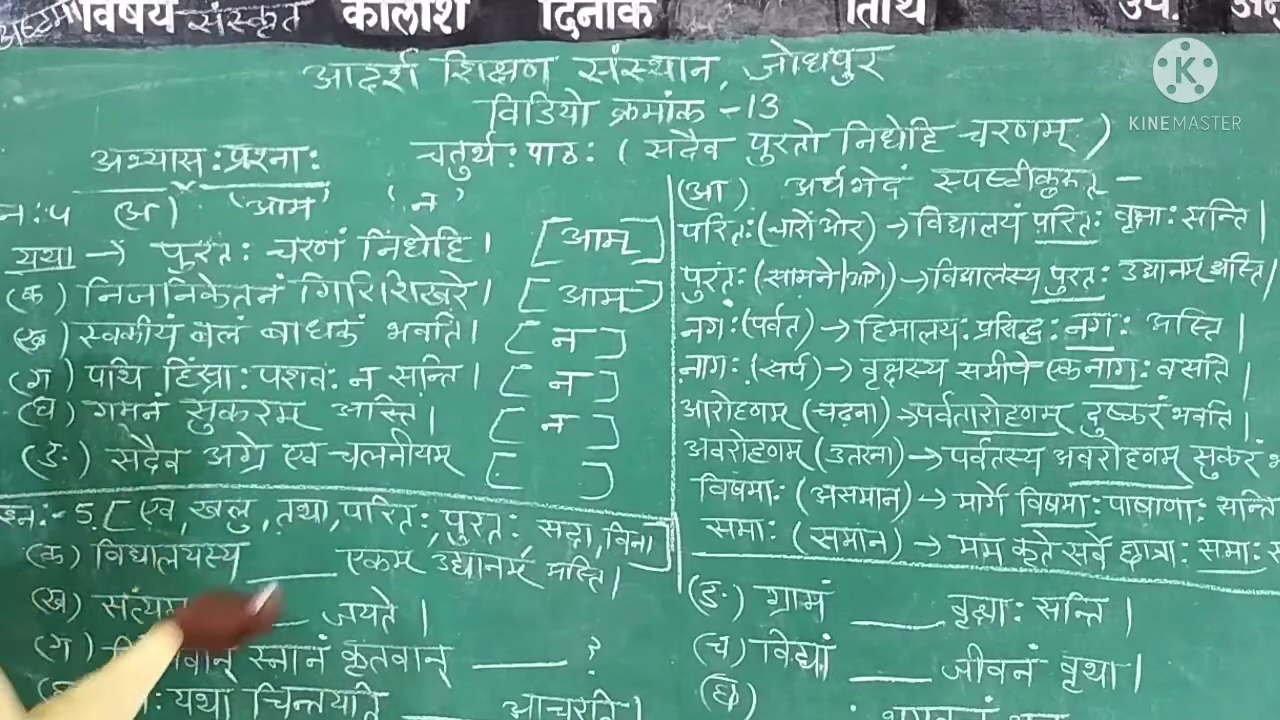 अष्टमा विषय संस्कृत कालांश दिनांक तिथि उप. अनु
KINEMASTER
आदर्श शिक्षण संस्थान, जोधपुर
विडियो क्रमांक -13
अभ्यासःप्रश्नाः चतुर्थः पाठः ( सदैव पुरतो निधेहि चरणम् )
(अ) 'आम' 'न'
यथा → पुरतः चरणं निधेहि। [आम्]
(क) निजनिकेतनं गिरिशिखरे। [आम]
(ख) स्वकीयं बलं बाधकं भवति। [न]
(ग) पथि हिंस्राः पशवः न सन्ति। [न]
(घ) गमनं सुकरम् अस्ति। [न]
(ङ.) सदैव अग्रे एव चलनीयम् [ ]
(आ) अर्थभेदं स्पष्टीकुरुत -
परितः (चारों ओर) → विद्यालयं परितः वृक्षाः सन्ति।
पुरतः (सामने/आगे) → विद्यालस्य पुरतः उद्यानम् अस्ति।
नगः (पर्वत) → हिमालयः प्रसिद्धः नगः अस्ति।
नागः (सर्प) → वृक्षस्य समीपे एकनागः वसति।
आरोहणम् (चढ़ना) → पर्वतारोहणम् दुष्करं भवति।
अवरोहणम् (उतरना) → पर्वतस्य अवरोहणम् सुकरं
विषमाः (असमान) → मार्गे विषमाः पाषाणाः सन्ति
समाः (समान) → मम कृते सर्वे छात्राः समाः
5. [एव, खलु, तथा, परितः, पुरतः, सदा, विना]
(क) विद्यालयस्य ____ एकम् उद्यानम् अस्ति।
(ख) सत्यम ____ जयते।
(ग) स्नानं कृतवान् ____ ?
यथा चिन्तयति ____ आचरति।
(ङ.) ग्रामं ____ वृक्षाः सन्ति।
(च) विद्यां ____ जीवनं वृथा।
(छ)